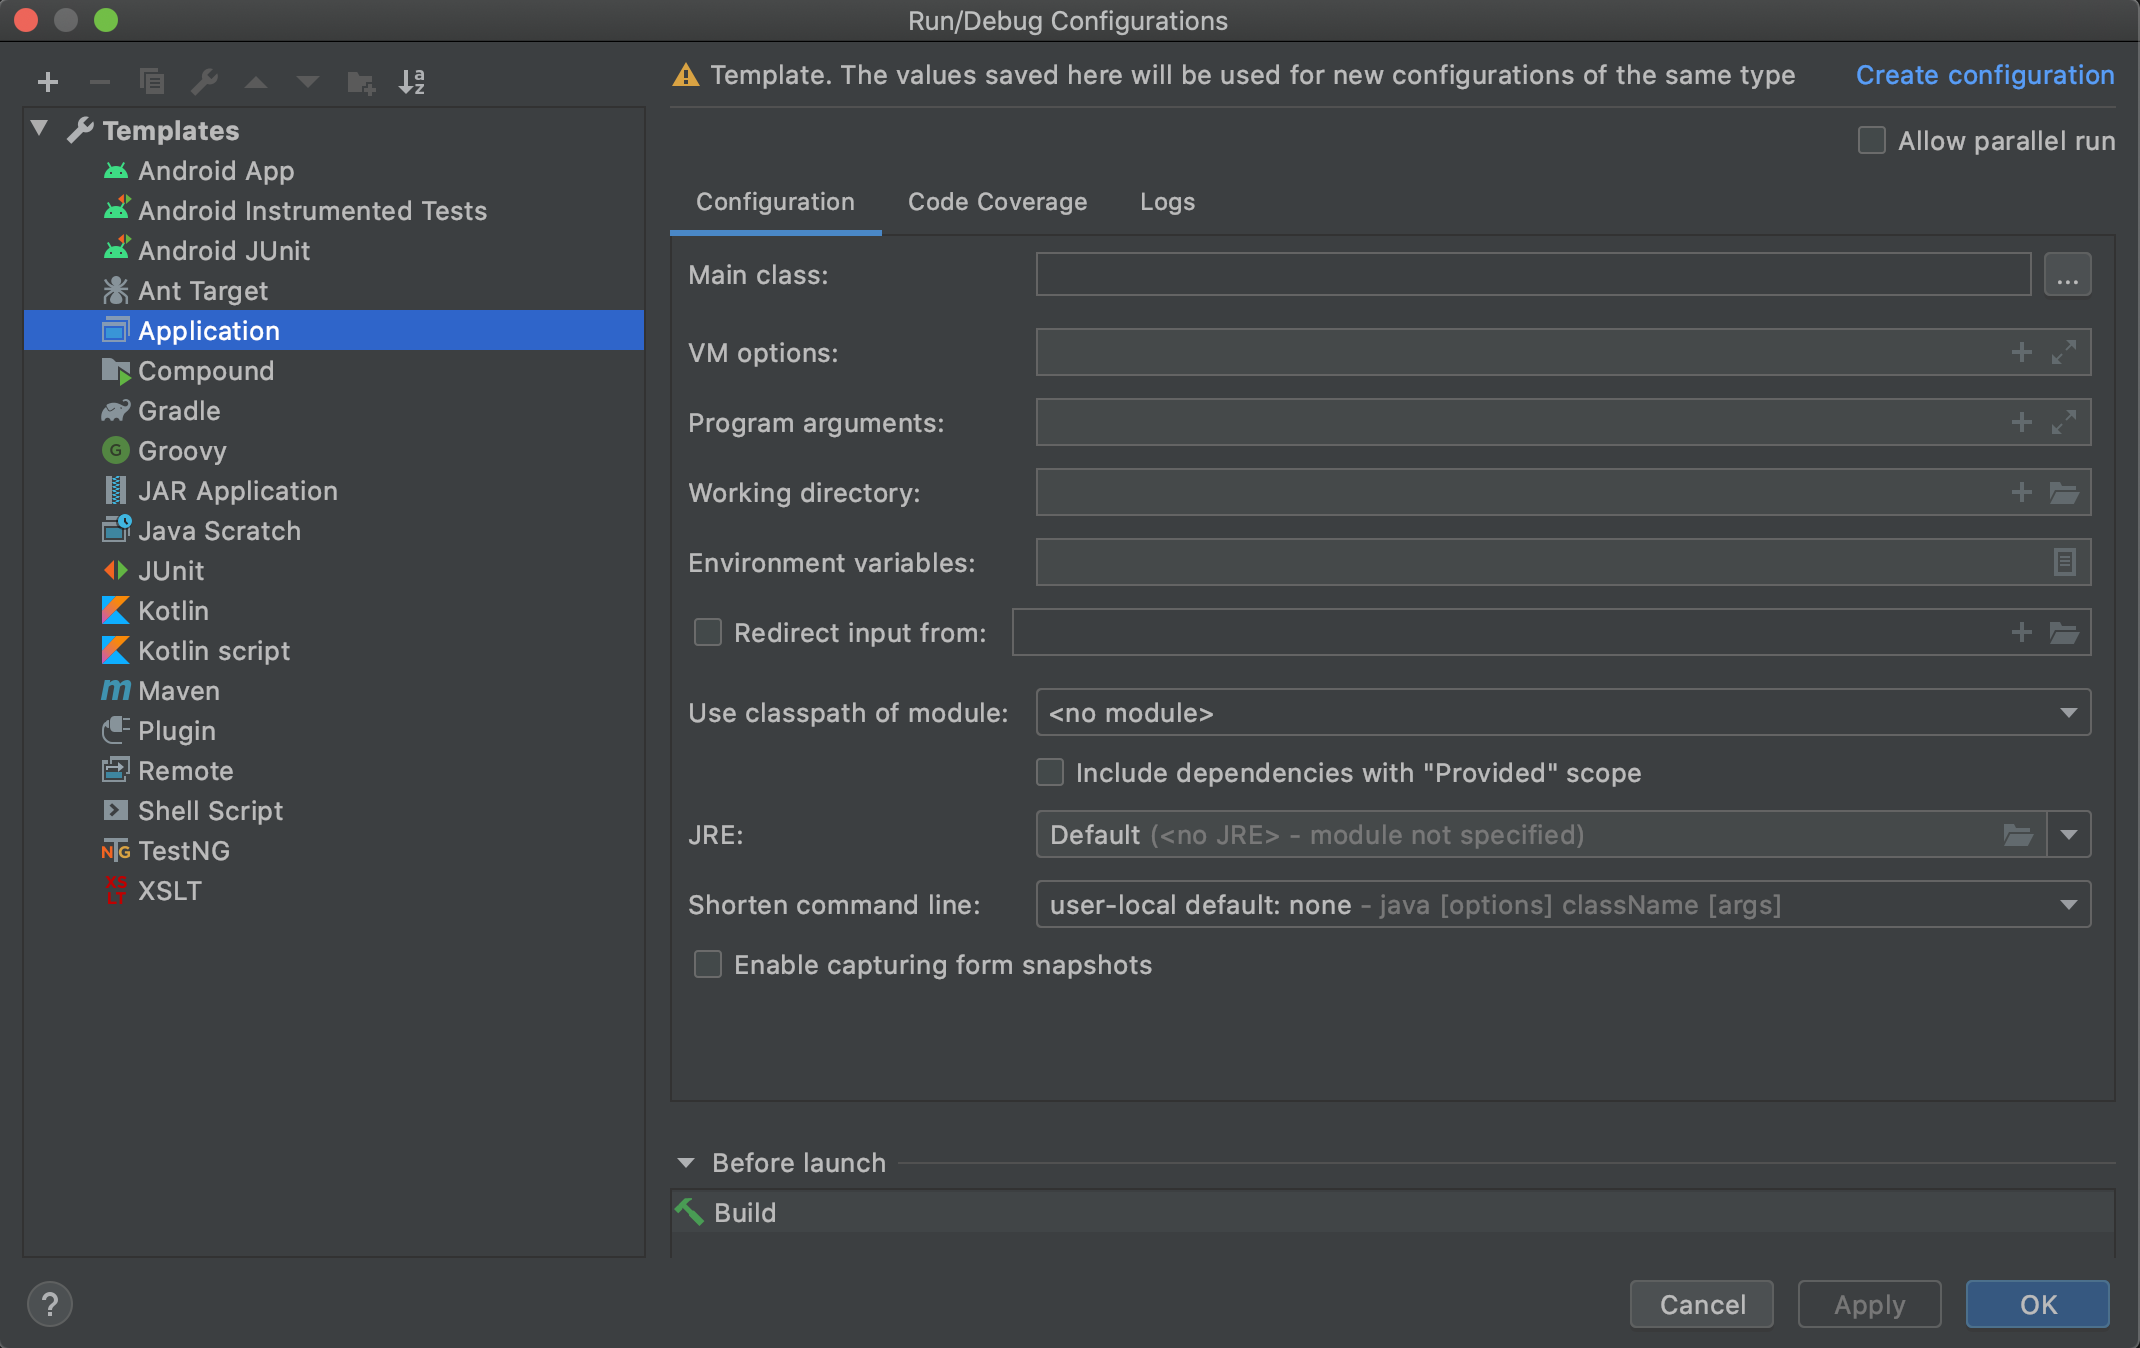 Run/Debug Configurations
Template. The values saved here will be used for new configurations of the same type
Create configuration
Allow parallel run
Templates
Android App
Android Instrumented Tests
Android JUnit
Ant Target
Application
Compound
Gradle
G Groovy
JAR Application
Java Scratch
JUnit
Kotlin
Kotlin script
m Maven
Plugin
Remote
Shell Script
NTG TestNG
XS LT XSLT
Configuration
Code Coverage
Logs
Main class:
...
VM options:
Program arguments:
Working directory:
Environment variables:
Redirect input from:
Use classpath of module: <no module>
Include dependencies with "Provided" scope
JRE: Default (<no JRE> - module not specified)
Shorten command line: user-local default: none - java [options] className [args]
Enable capturing form snapshots
Before launch
Build
?
Cancel
Apply
OK